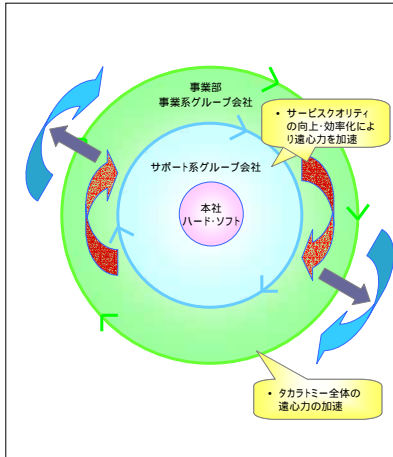 事業部
事業系グループ会社
・ サービスクオリティ
の向上・効率化によ
り遠心力を加速
サポート系グループ会社
本社
ハード・ソフト
・ タカラトミー全体の
遠心力の加速